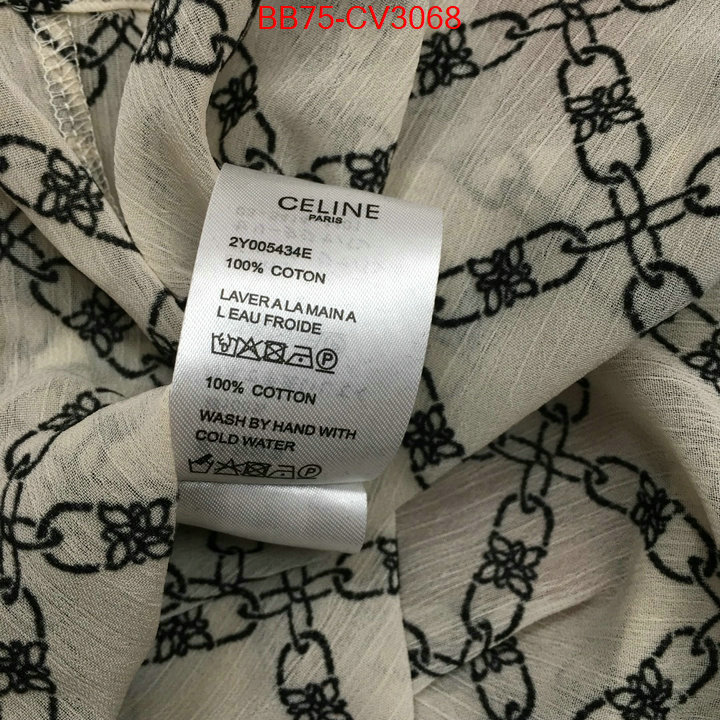 BB75-CV3068
CELINE
PARIS
2Y005434E
100% COTON
LAVER A LA MAIN A
L EAU FROIDE
P
100% COTTON
WASH BY HAND WITH
COLD WATER
P